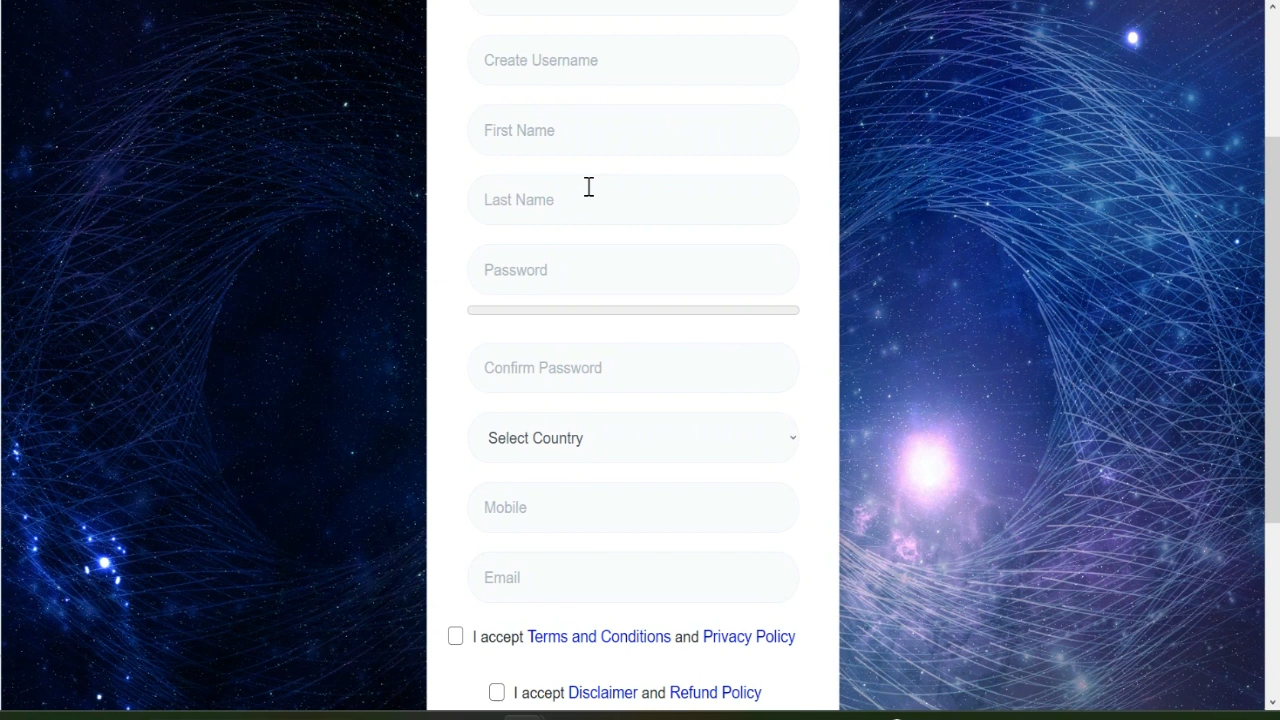 Create Username
First Name
Last Name
Password
Confirm Password
Select Country
Mobile
Email
I accept Terms and Conditions and Privacy Policy
I accept Disclaimer and Refund Policy